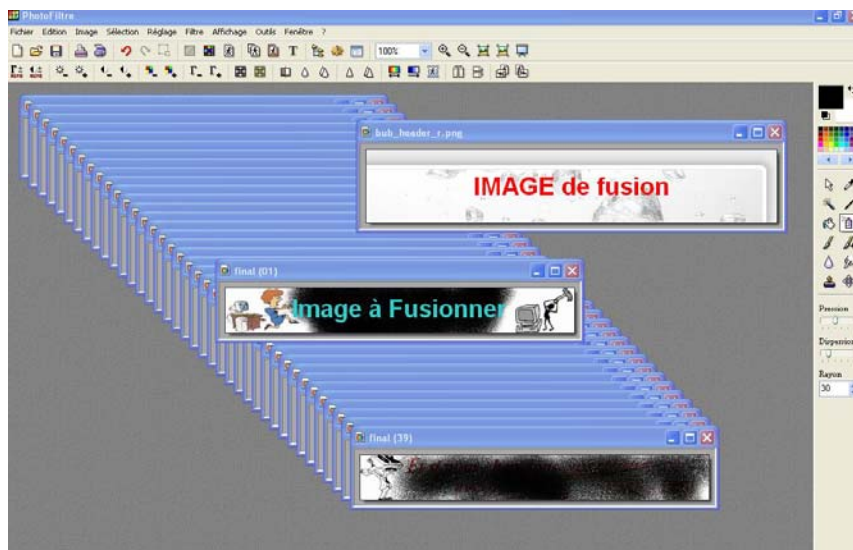 PhotoFiltre
Fichier Edition Image Sélection Réglage Filtre Affichage Outils Fenêtre ?
100%
bub_header_r.png
IMAGE de fusion
final (01)
Image à Fusionner
Pression
Dispersion
Rayon
30
final (39)